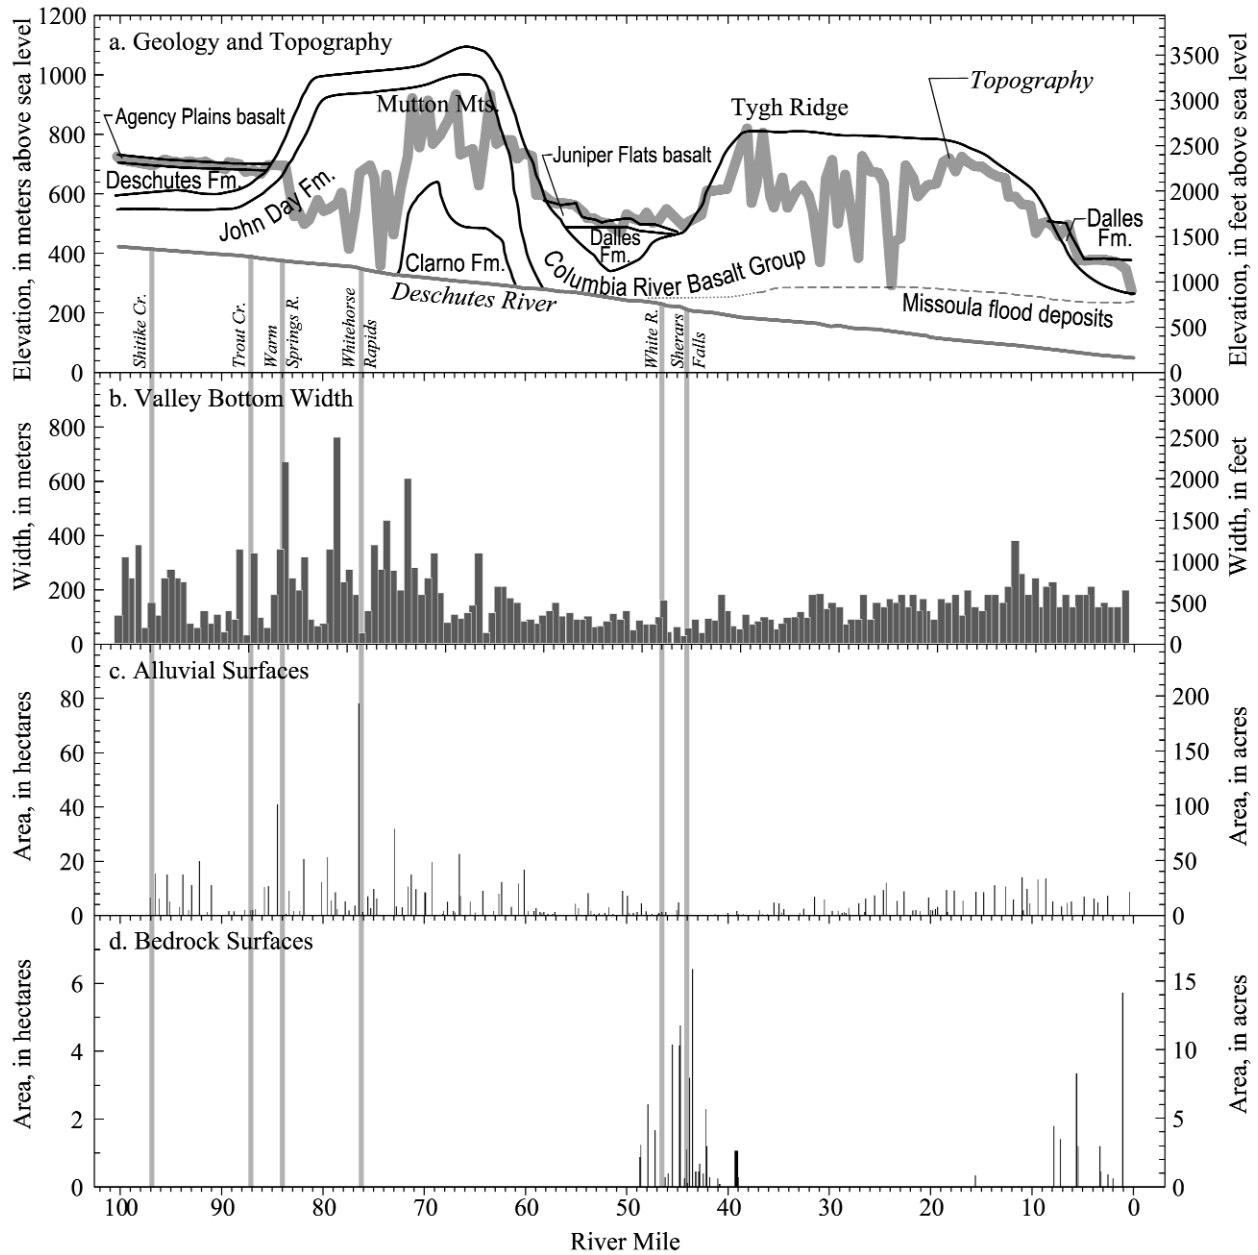 a. Geology and Topography
Elevation, in meters above sea level
1200
1000
800
600
400
200
0
Elevation, in feet above sea level
3500
3000
2500
2000
1500
1000
500
0
Agency Plains basalt
Deschutes Fm.
John Day Fm.
Mutton Mts.
Clarno Fm.
Deschutes River
Juniper Flats basalt
Dalles
Fm.
Columbia River Basalt Group
Tygh Ridge
Topography
Dalles
Fm.
Missoula flood deposits
Shitike Cr.
Trout Cr.
Warm
Springs R.
Whitehorse
Rapids
White R.
Sherars
Falls
b. Valley Bottom Width
Width, in meters
800
600
400
200
0
Width, in feet
3000
2500
2000
1500
1000
500
0
c. Alluvial Surfaces
Area, in hectares
80
60
40
20
0
Area, in acres
200
150
100
50
0
d. Bedrock Surfaces
Area, in hectares
6
4
2
0
Area, in acres
15
10
5
0
100 90 80 70 60 50 40 30 20 10 0
River Mile